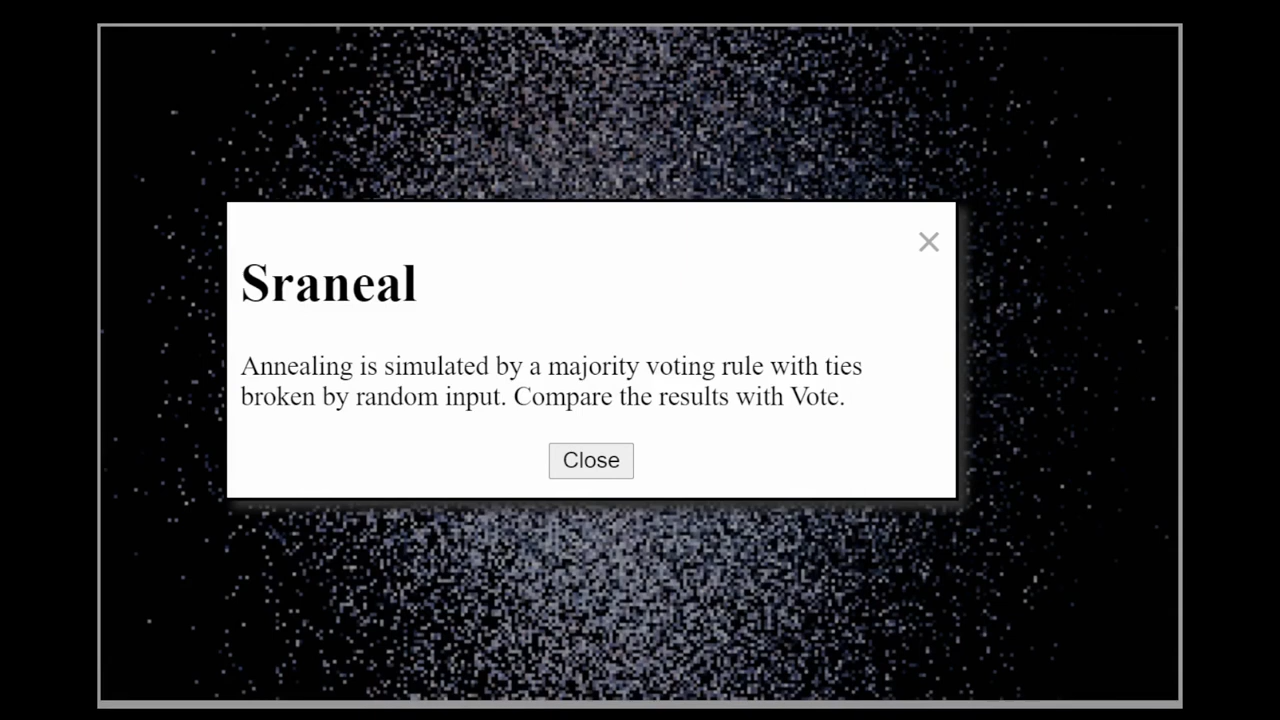 Sraneal
Annealing is simulated by a majority voting rule with ties
broken by random input. Compare the results with Vote.
Close